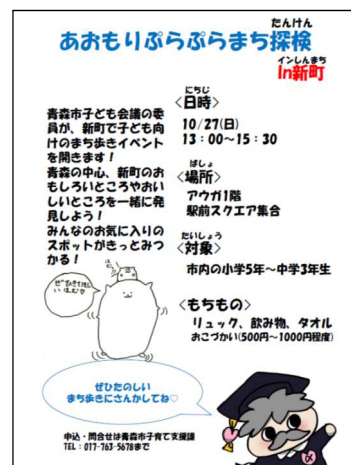 たんけん
あおもりぷらぷらまち探検
インしんまち
In新町
青森市子ども会議の委
員が、新町で子ども向
けのまち歩きイベント
を開きます！
青森の中心、新町のお
もしろいところやおい
しいところを一緒に発
見しよう！
みんなのお気に入りの
スポットがきっとみつ
かる！
にちじ
〈日時〉
10/27(日)
13：00～15：30
ばしょ
〈場所〉
アウガ1階
駅前スクエア集合
たいしょう
〈対象〉
市内の小学5年～中学3年生
〈もちもの〉
リュック、飲み物、タオル
おこづかい(500円～1000円程度)
ぜひたのしい
まち歩きにさんかしてね♡
申込・問合せは青森市子育て支援課
TEL：017-763-5678まで